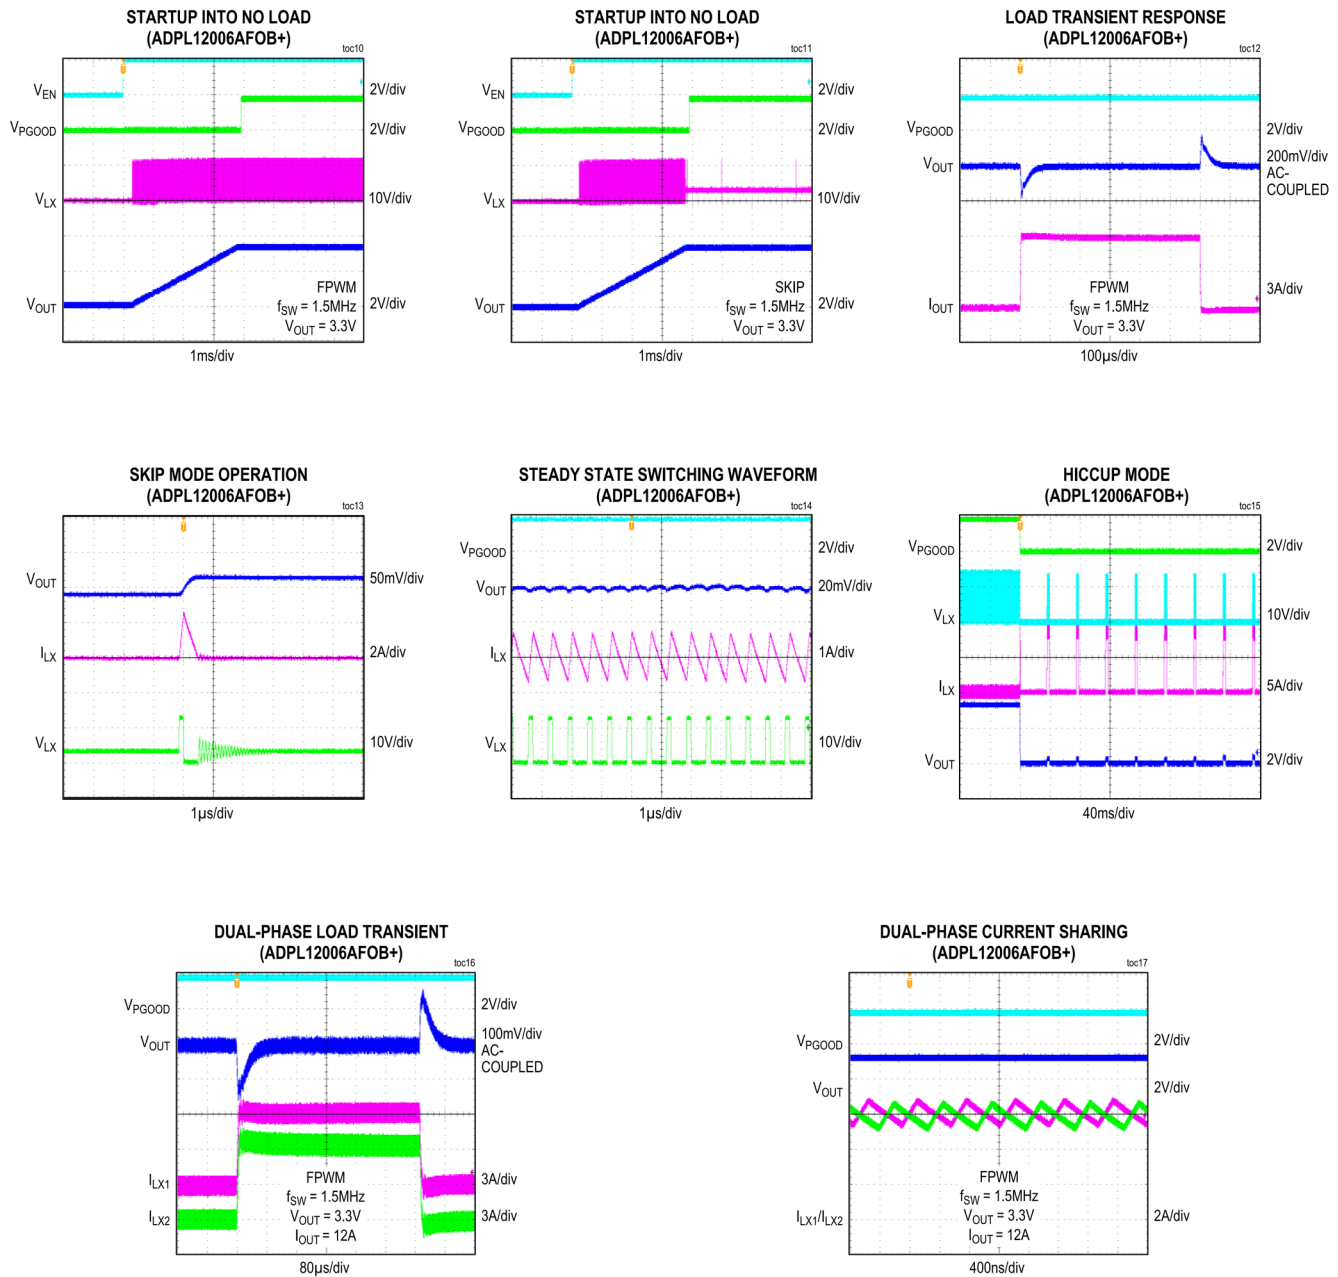 STARTUP INTO NO LOAD
(ADPL12006AFOB+)
toc10
VEN
2V/div
VPGOOD
2V/div
VLX
10V/div
FPWM
VOUT
fSW = 1.5MHz
2V/div
VOUT = 3.3V
1ms/div
STARTUP INTO NO LOAD
(ADPL12006AFOB+)
toc11
VEN
2V/div
VPGOOD
2V/div
VLX
10V/div
SKIP
VOUT
fSW = 1.5MHz
2V/div
VOUT = 3.3V
1ms/div
LOAD TRANSIENT RESPONSE
(ADPL12006AFOB+)
toc12
VPGOOD
2V/div
VOUT
200mV/div
AC-
COUPLED
FPWM
3A/div
IOUT
fSW = 1.5MHz
VOUT = 3.3V
100µs/div
SKIP MODE OPERATION
(ADPL12006AFOB+)
toc13
VOUT
50mV/div
ILX
2A/div
VLX
10V/div
1µs/div
STEADY STATE SWITCHING WAVEFORM
(ADPL12006AFOB+)
toc14
VPGOOD
2V/div
VOUT
20mV/div
ILX
1A/div
VLX
10V/div
1µs/div
HICCUP MODE
(ADPL12006AFOB+)
toc15
VPGOOD
2V/div
VLX
10V/div
ILX
5A/div
VOUT
2V/div
40ms/div
DUAL-PHASE LOAD TRANSIENT
(ADPL12006AFOB+)
toc16
VPGOOD
2V/div
VOUT
100mV/div
AC-
COUPLED
ILX1
FPWM
3A/div
fSW = 1.5MHz
ILX2
VOUT = 3.3V
3A/div
IOUT = 12A
80µs/div
DUAL-PHASE CURRENT SHARING
(ADPL12006AFOB+)
toc17
VPGOOD
2V/div
VOUT
2V/div
FPWM
fSW = 1.5MHz
ILX1/ILX2
VOUT = 3.3V
2A/div
IOUT = 12A
400ns/div